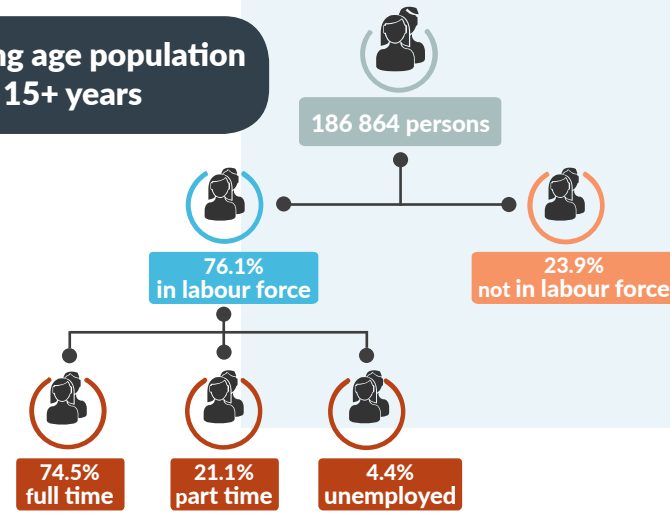 ng age population
15+ years
186 864 persons
76.1%
in labour force
23.9%
not in labour force
74.5%
full time
21.1%
part time
4.4%
unemployed